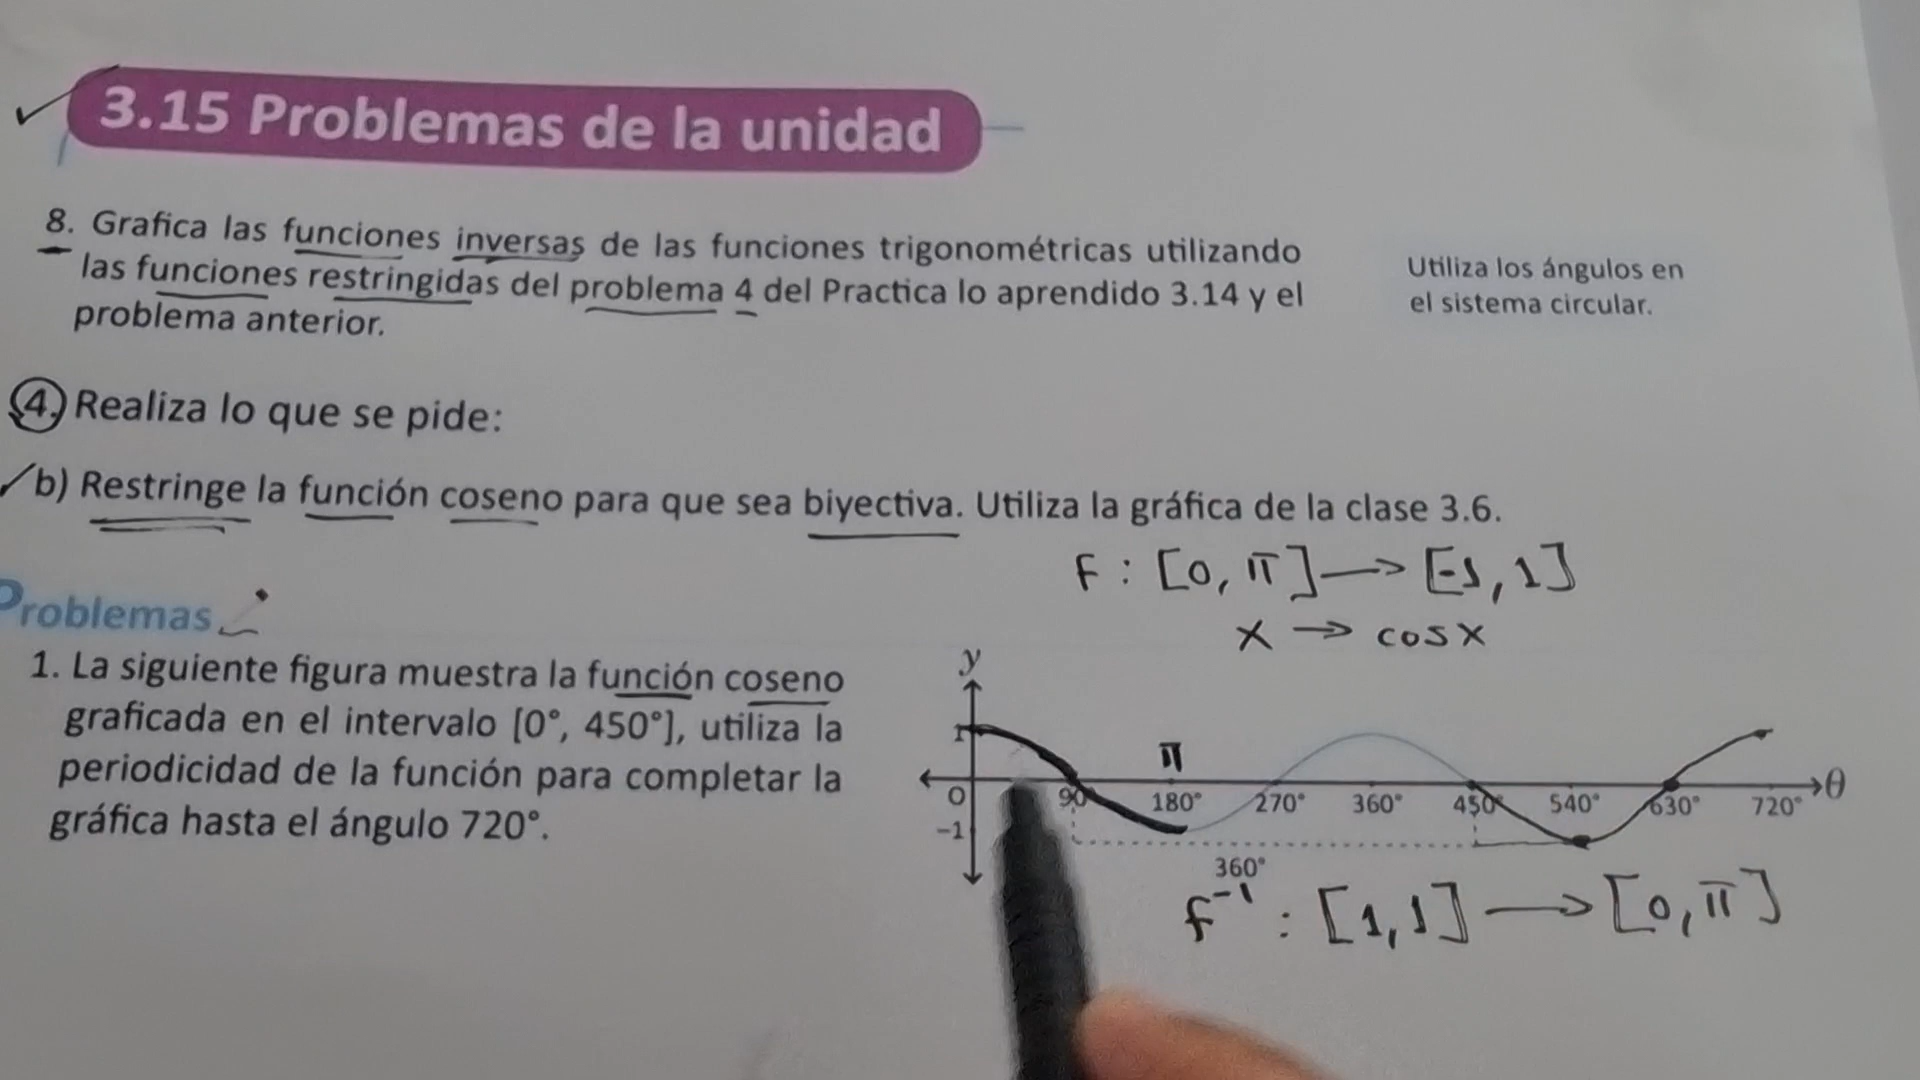 3.15 Problemas de la unidad
8. Grafica las funciones inversas de las funciones trigonométricas utilizando
las funciones restringidas del problema 4 del Practica lo aprendido 3.14 y el
problema anterior.
Utiliza los ángulos en
el sistema circular.
4. Realiza lo que se pide:
b) Restringe la función coseno para que sea biyectiva. Utiliza la gráfica de la clase 3.6.
F : [0, π] → [-1, 1]
x → cosx
Problemas
1. La siguiente figura muestra la función coseno
graficada en el intervalo [0°, 450°], utiliza la
periodicidad de la función para completar la
gráfica hasta el ángulo 720°.
y
1
π
O 90° 180° 270° 360° 450° 540° 630° 720° θ
−1
360°
F⁻¹ : [1, 1] → [0, π]